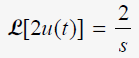 𝓛[2u(t)] = 2/s